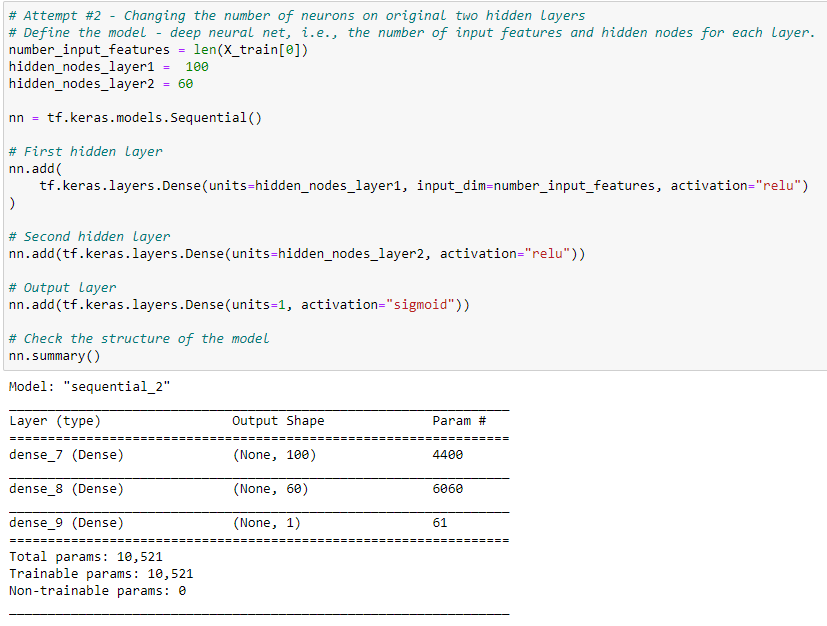 # Attempt #2 - Changing the number of neurons on original two hidden layers
# Define the model - deep neural net, i.e., the number of input features and hidden nodes for each layer.
number_input_features = len(X_train[0])
hidden_nodes_layer1 =  100
hidden_nodes_layer2 = 60
nn = tf.keras.models.Sequential()
# First hidden layer
nn.add(
    tf.keras.layers.Dense(units=hidden_nodes_layer1, input_dim=number_input_features, activation="relu")
)
# Second hidden layer
nn.add(tf.keras.layers.Dense(units=hidden_nodes_layer2, activation="relu"))
# Output layer
nn.add(tf.keras.layers.Dense(units=1, activation="sigmoid"))
# Check the structure of the model
nn.summary()
Model: "sequential_2"
_________________________________________________________________
Layer (type)                 Output Shape              Param #
=================================================================
dense_7 (Dense)              (None, 100)               4400
_________________________________________________________________
dense_8 (Dense)              (None, 60)                6060
_________________________________________________________________
dense_9 (Dense)              (None, 1)                 61
=================================================================
Total params: 10,521
Trainable params: 10,521
Non-trainable params: 0
_________________________________________________________________